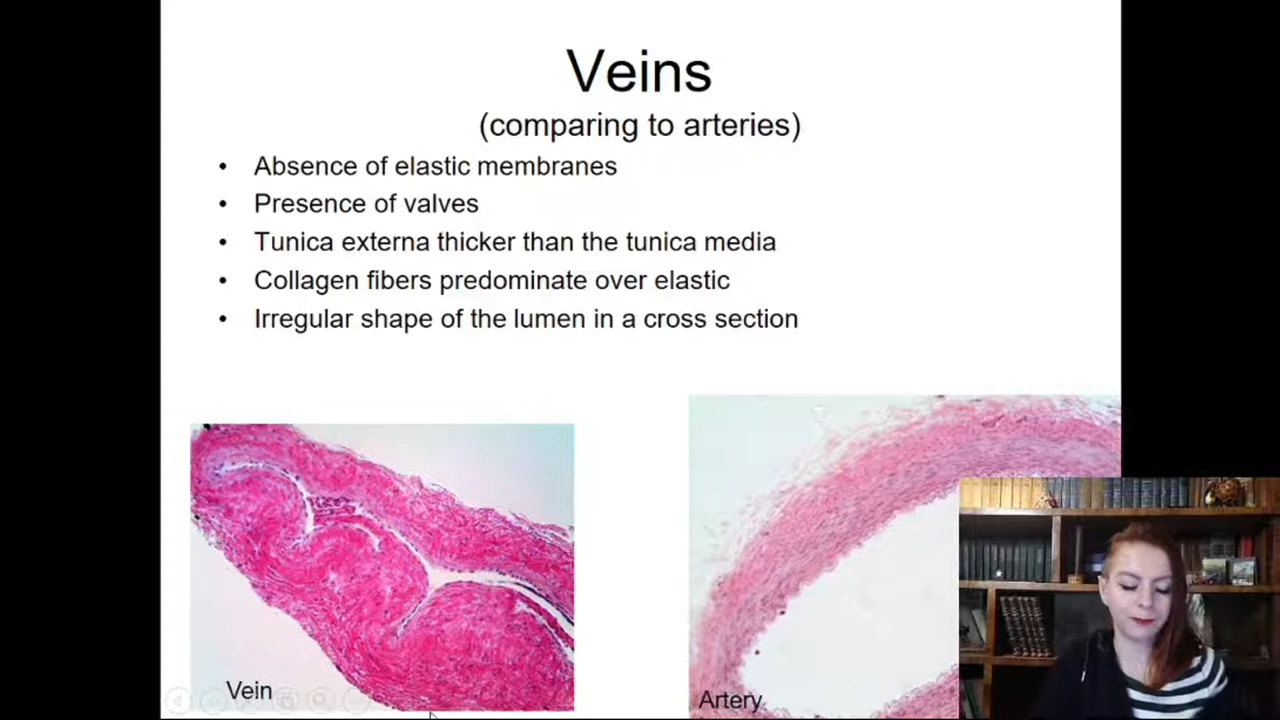 Veins
(comparing to arteries)
• Absence of elastic membranes
• Presence of valves
• Tunica externa thicker than the tunica media
• Collagen fibers predominate over elastic
• Irregular shape of the lumen in a cross section
Vein
Artery